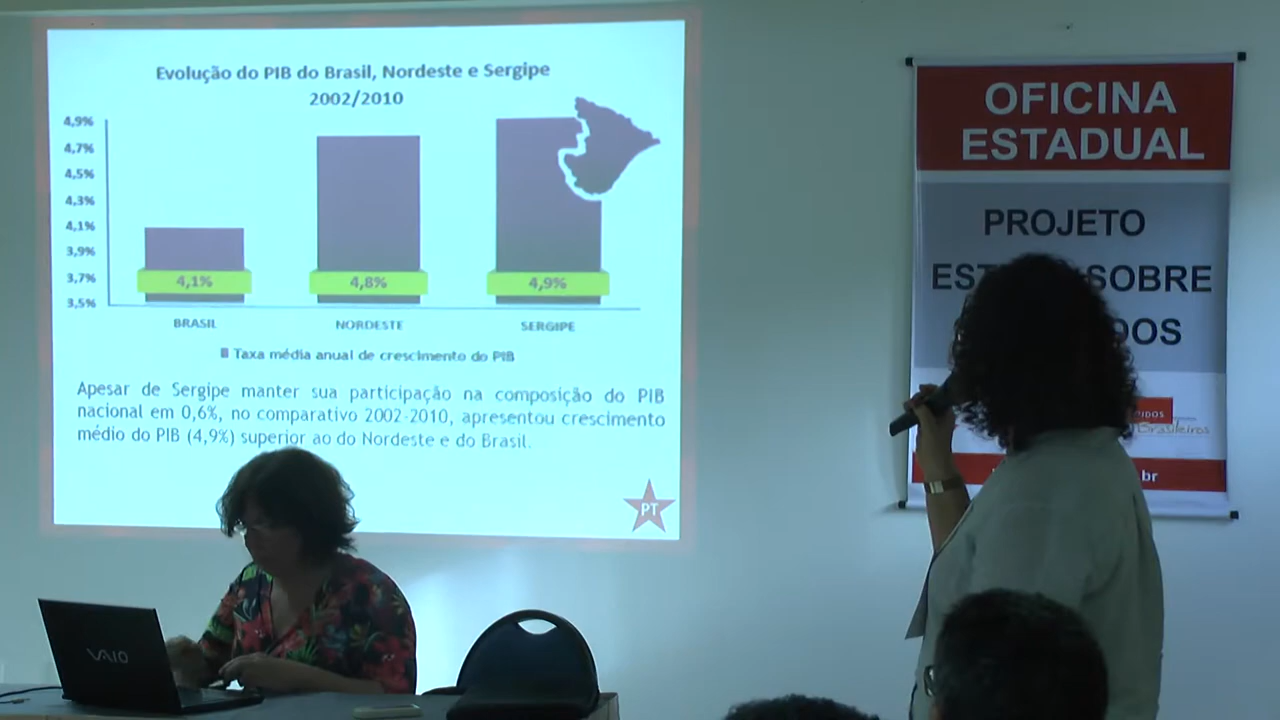 Evolução do PIB do Brasil, Nordeste e Sergipe
2002/2010
4,9%
4,7%
4,5%
4,3%
4,1%
3,9%
3,7%
3,5%
4,1%
4,8%
4,9%
BRASIL
NORDESTE
SERGIPE
Taxa média anual de crescimento do PIB
Apesar de Sergipe manter sua participação na composição do PIB
nacional em 0,6%, no comparativo 2002-2010, apresentou crescimento
médio do PIB (4,9%) superior ao do Nordeste e do Brasil.
PT
VAIO
OFICINA
ESTADUAL
PROJETO
SOBRE
Brasileiros
br